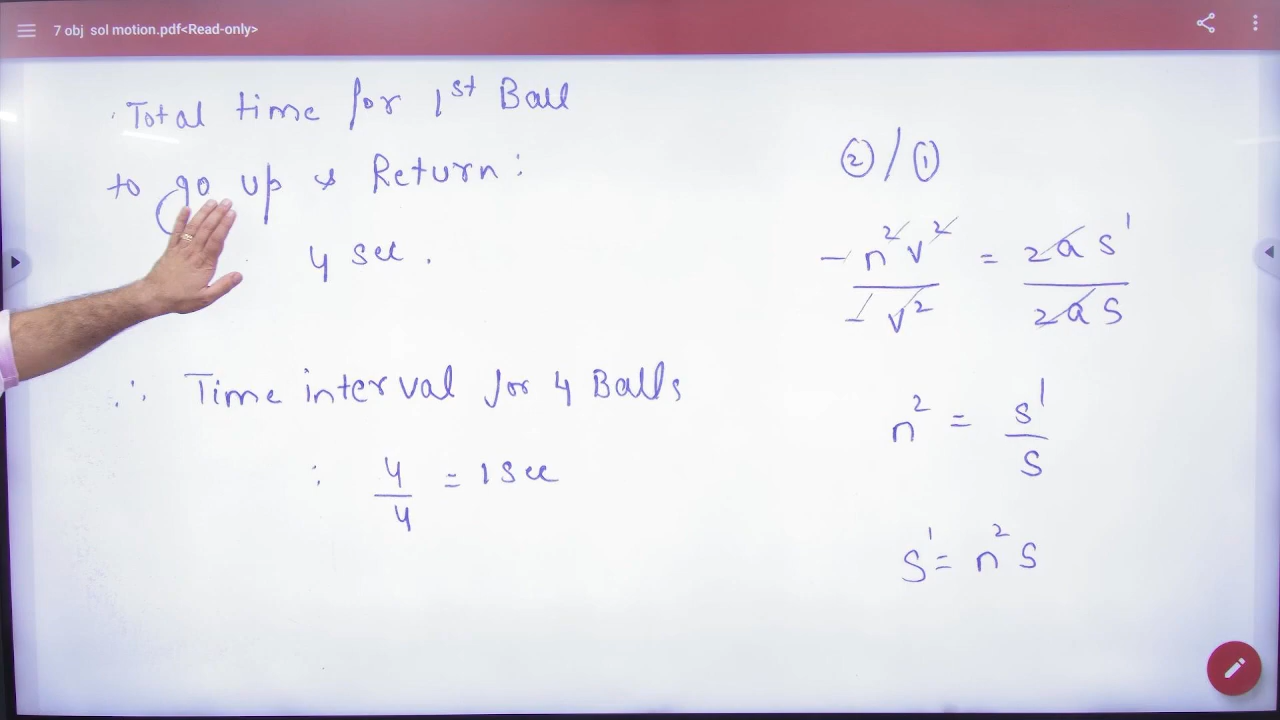 7 obj sol motion.pdf<Read-only>
Total time for 1st Ball
to go up & Return :
4 sec .
∴ Time interval for 4 Balls
: 4/4 = 1 Sec
② / ①
- n²v² / - v² = 2as' / 2as
n² = s' / s
s' = n² s